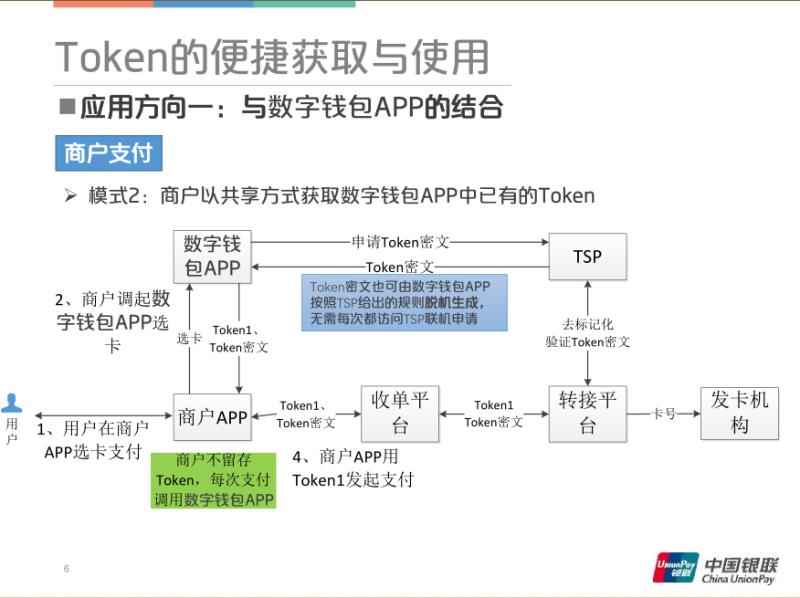 Token的便捷获取与使用
应用方向一：与数字钱包APP的结合
商户支付
模式2：商户以共享方式获取数字钱包APP中已有的Token
数字钱
包APP
申请Token密文
Token密文
TSP
Token密文也可由数字钱包APP
按照TSP给出的规则脱机生成，
无需每次都访问TSP联机申请
2、商户调起数
字钱包APP选
卡
选卡
Token1、
Token密文
去标记化
验证Token密文
用
户
1、用户在商户
APP选卡支付
商户APP
Token1、
Token密文
收单平
台
Token1
Token密文
转接平
台
卡号
发卡机
构
商户不留存
Token，每次支付
调用数字钱包APP
4、商户APP用
Token1发起支付
6
UnionPay
银联
中国银联
China UnionPay